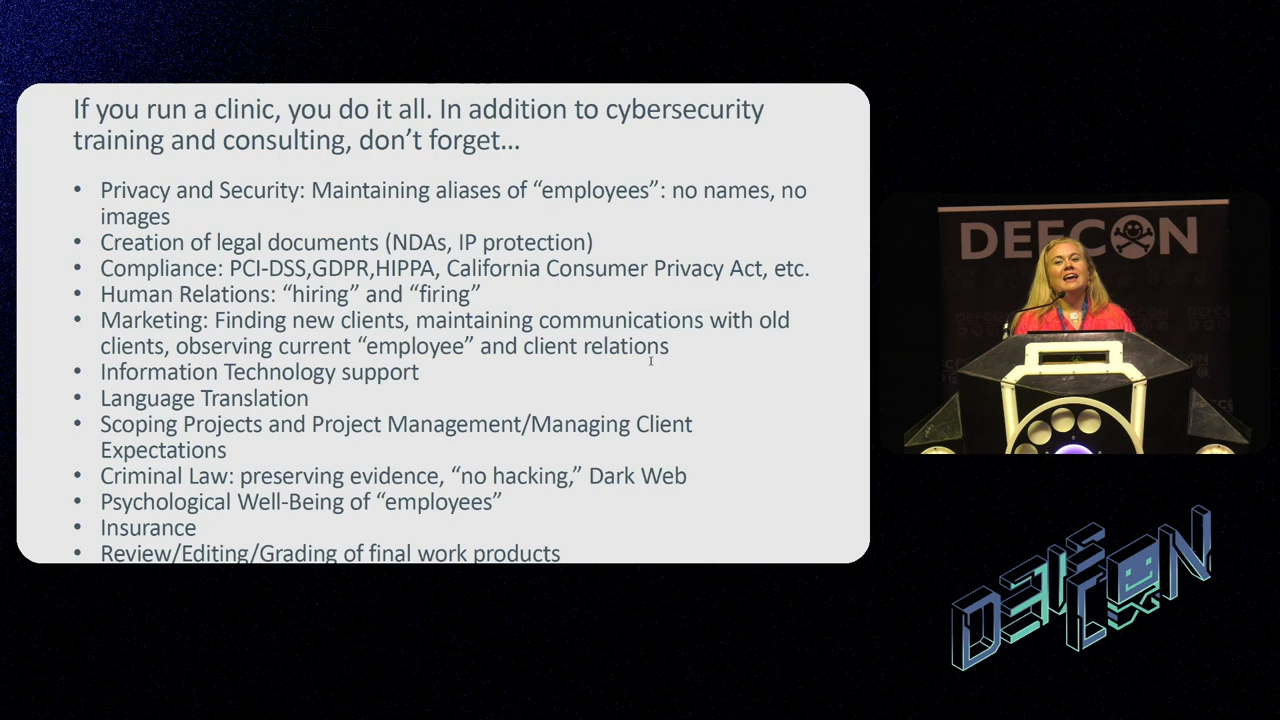 If you run a clinic, you do it all. In addition to cybersecurity
training and consulting, don’t forget…
• Privacy and Security: Maintaining aliases of “employees”: no names, no
images
• Creation of legal documents (NDAs, IP protection)
• Compliance: PCI-DSS,GDPR,HIPPA, California Consumer Privacy Act, etc.
• Human Relations: “hiring” and “firing”
• Marketing: Finding new clients, maintaining communications with old
clients, observing current “employee” and client relations
• Information Technology support
• Language Translation
• Scoping Projects and Project Management/Managing Client
Expectations
• Criminal Law: preserving evidence, “no hacking,” Dark Web
• Psychological Well-Being of “employees”
• Insurance
• Review/Editing/Grading of final work products
DEFCON
DEF
CON